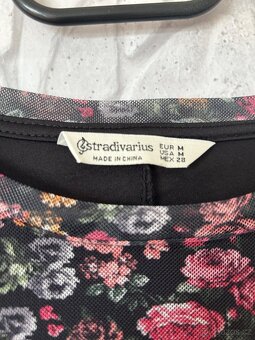 stradivarius
MADE IN CHINA
EUR M
USA M
MEX 28